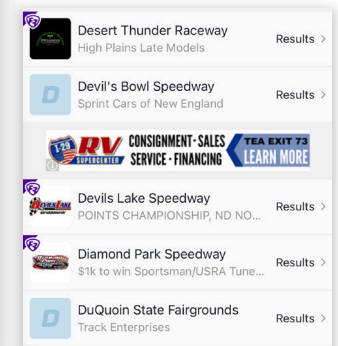 Desert Thunder Raceway
High Plains Late Models
Results >
D
Devil's Bowl Speedway
Sprint Cars of New England
Results >
I-29 RV SUPERCENTER
CONSIGNMENT · SALES
SERVICE · FINANCING
TEA EXIT 73
LEARN MORE
Devils Lake Speedway
POINTS CHAMPIONSHIP, ND NO...
Results >
Diamond Park Speedway
$1k to win Sportsman/USRA Tune...
Results >
D
DuQuoin State Fairgrounds
Track Enterprises
Results >